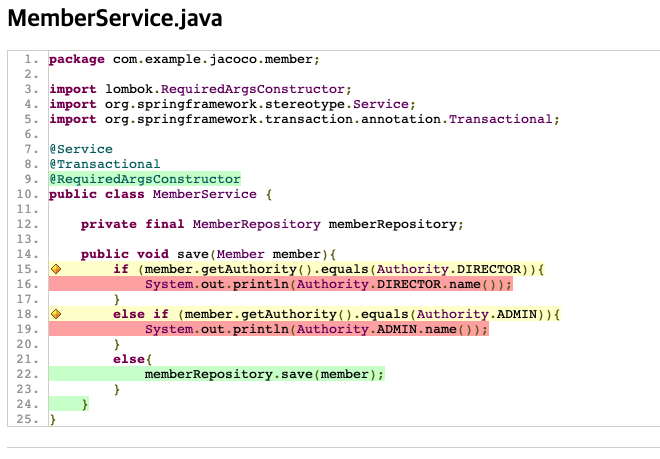 MemberService.java
1. package com.example.jacoco.member;
2.
3. import lombok.RequiredArgsConstructor;
4. import org.springframework.stereotype.Service;
5. import org.springframework.transaction.annotation.Transactional;
6.
7. @Service
8. @Transactional
9. @RequiredArgsConstructor
10. public class MemberService {
11.
12.     private final MemberRepository memberRepository;
13.
14.     public void save(Member member){
15.         if (member.getAuthority().equals(Authority.DIRECTOR)){
16.             System.out.println(Authority.DIRECTOR.name());
17.         }
18.         else if (member.getAuthority().equals(Authority.ADMIN)){
19.             System.out.println(Authority.ADMIN.name());
20.         }
21.         else{
22.             memberRepository.save(member);
23.         }
24.     }
25. }